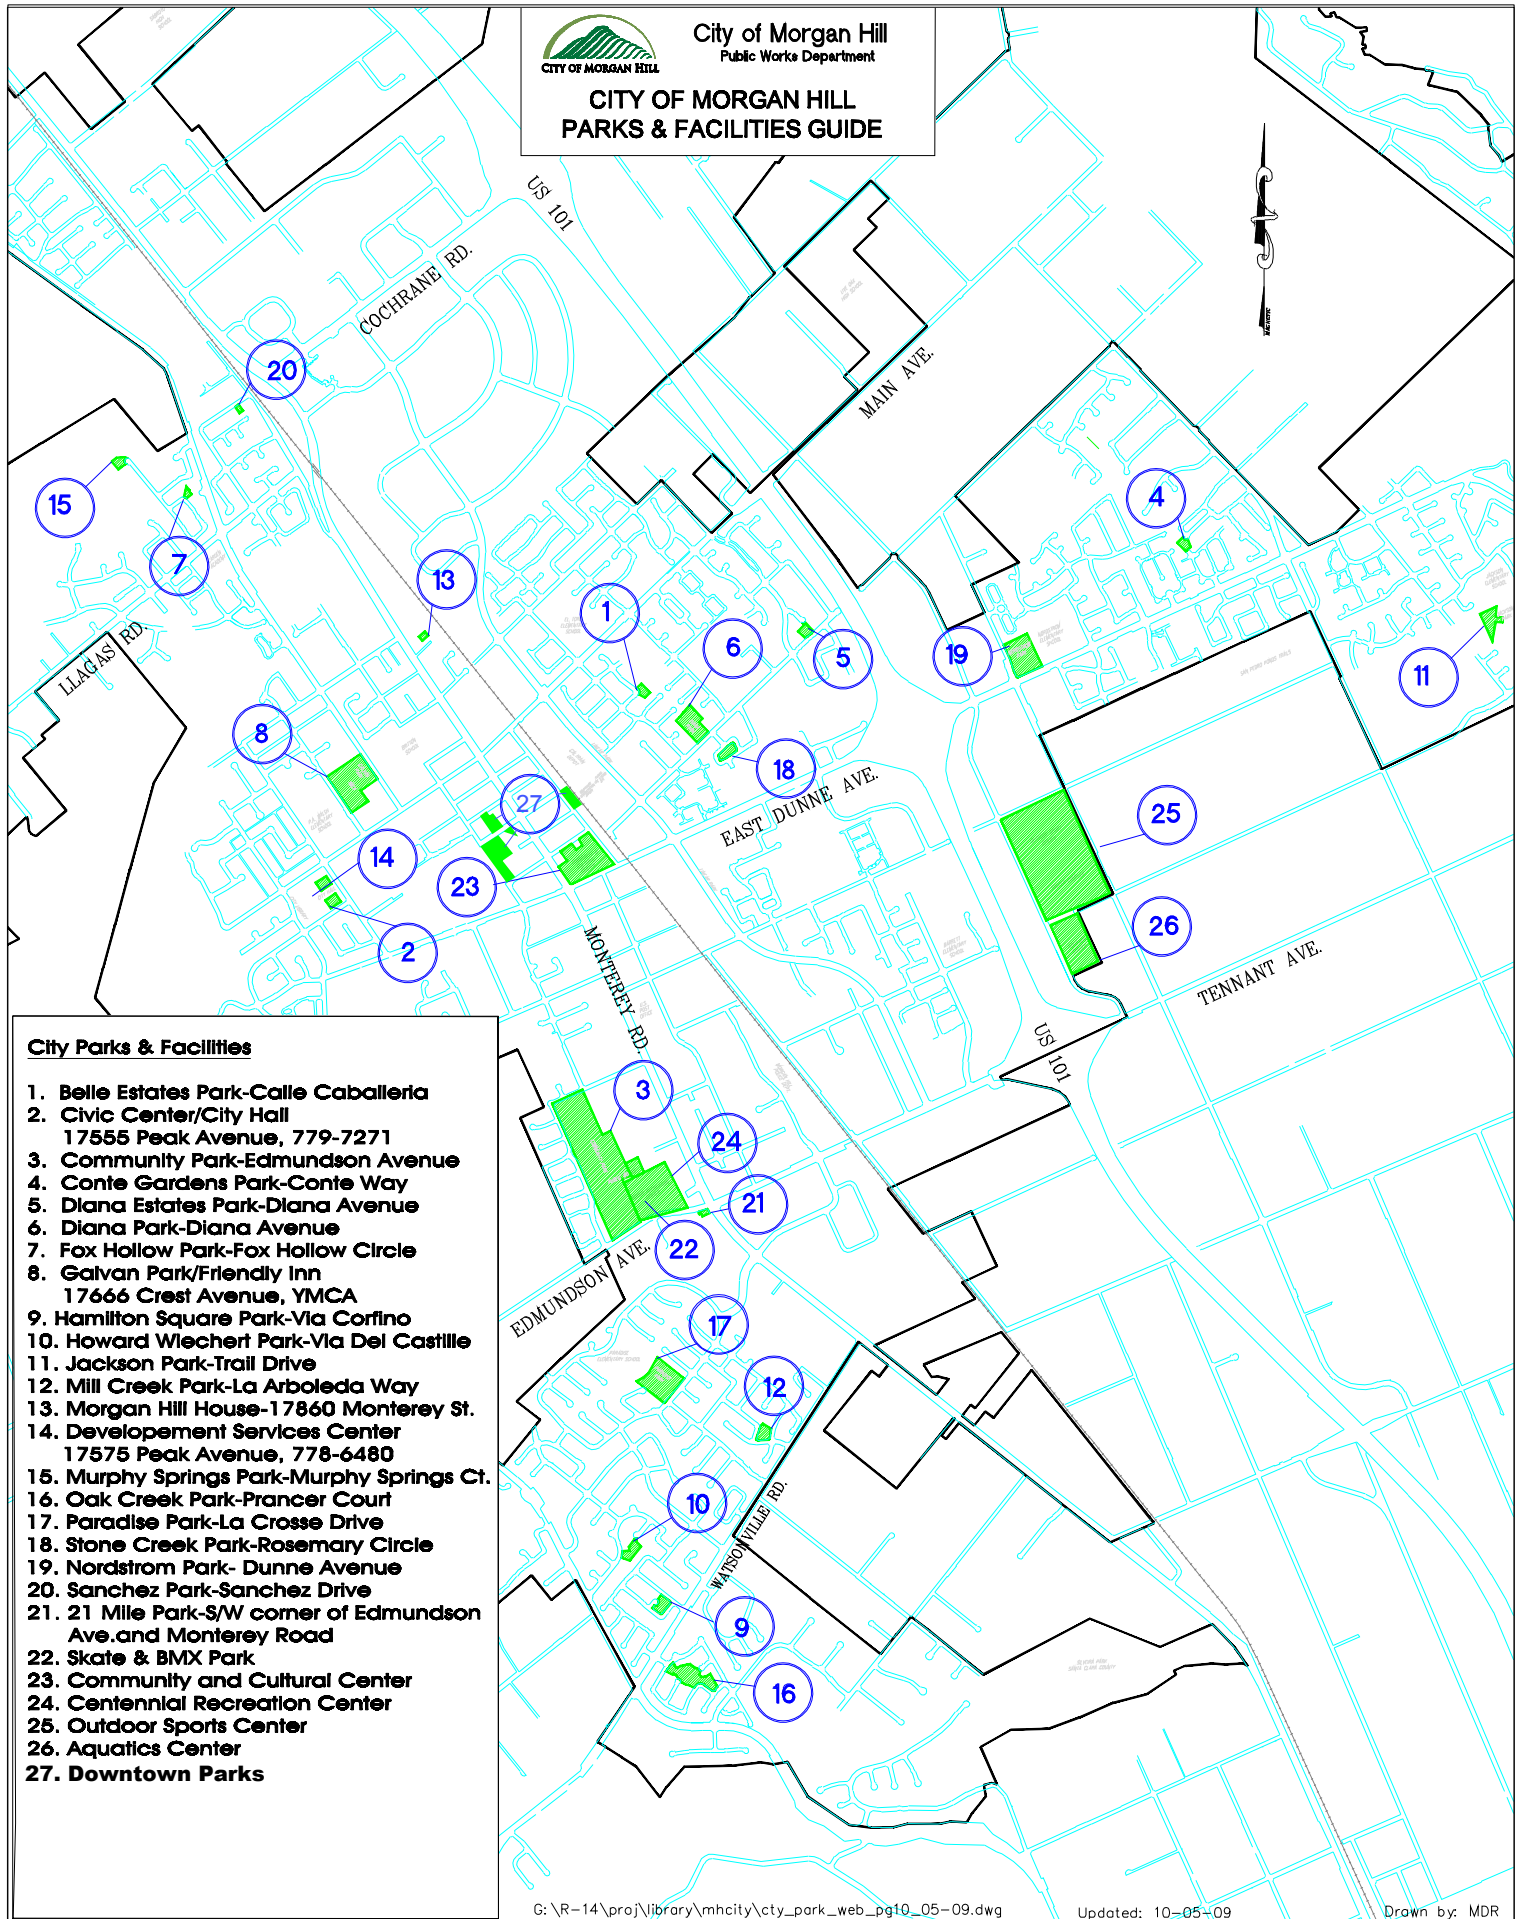 CITY OF MORGAN HILL
City of Morgan Hill
Public Works Department
CITY OF MORGAN HILL
PARKS & FACILITIES GUIDE
US 101
COCHRANE RD.
MAIN AVE.
20
15
7
13
1
6
5
4
19
11
LLAGAS RD.
8
18
27
EAST DUNNE AVE.
25
14
23
26
2
MONTEREY RD.
TENNANT AVE.
US 101
3
24
21
22
EDMUNDSON AVE.
17
12
10
WATSONVILLE RD.
9
16
City Parks & Facilities
1. Belle Estates Park-Calle Caballeria
2. Civic Center/City Hall
17555 Peak Avenue, 779-7271
3. Community Park-Edmundson Avenue
4. Conte Gardens Park-Conte Way
5. Diana Estates Park-Diana Avenue
6. Diana Park-Diana Avenue
7. Fox Hollow Park-Fox Hollow Circle
8. Galvan Park/Friendly Inn
17666 Crest Avenue, YMCA
9. Hamilton Square Park-Via Corfino
10. Howard Wiechert Park-Via Del Castille
11. Jackson Park-Trail Drive
12. Mill Creek Park-La Arboleda Way
13. Morgan Hill House-17860 Monterey St.
14. Developement Services Center
17575 Peak Avenue, 778-6480
15. Murphy Springs Park-Murphy Springs Ct.
16. Oak Creek Park-Prancer Court
17. Paradise Park-La Crosse Drive
18. Stone Creek Park-Rosemary Circle
19. Nordstrom Park- Dunne Avenue
20. Sanchez Park-Sanchez Drive
21. 21 Mile Park-S/W corner of Edmundson
Ave.and Monterey Road
22. Skate & BMX Park
23. Community and Cultural Center
24. Centennial Recreation Center
25. Outdoor Sports Center
26. Aquatics Center
27. Downtown Parks
G:\R-14\proj\library\mhcity\cty_park_web_pg10_05-09.dwg
Updated: 10-05-09
Drawn by: MDR